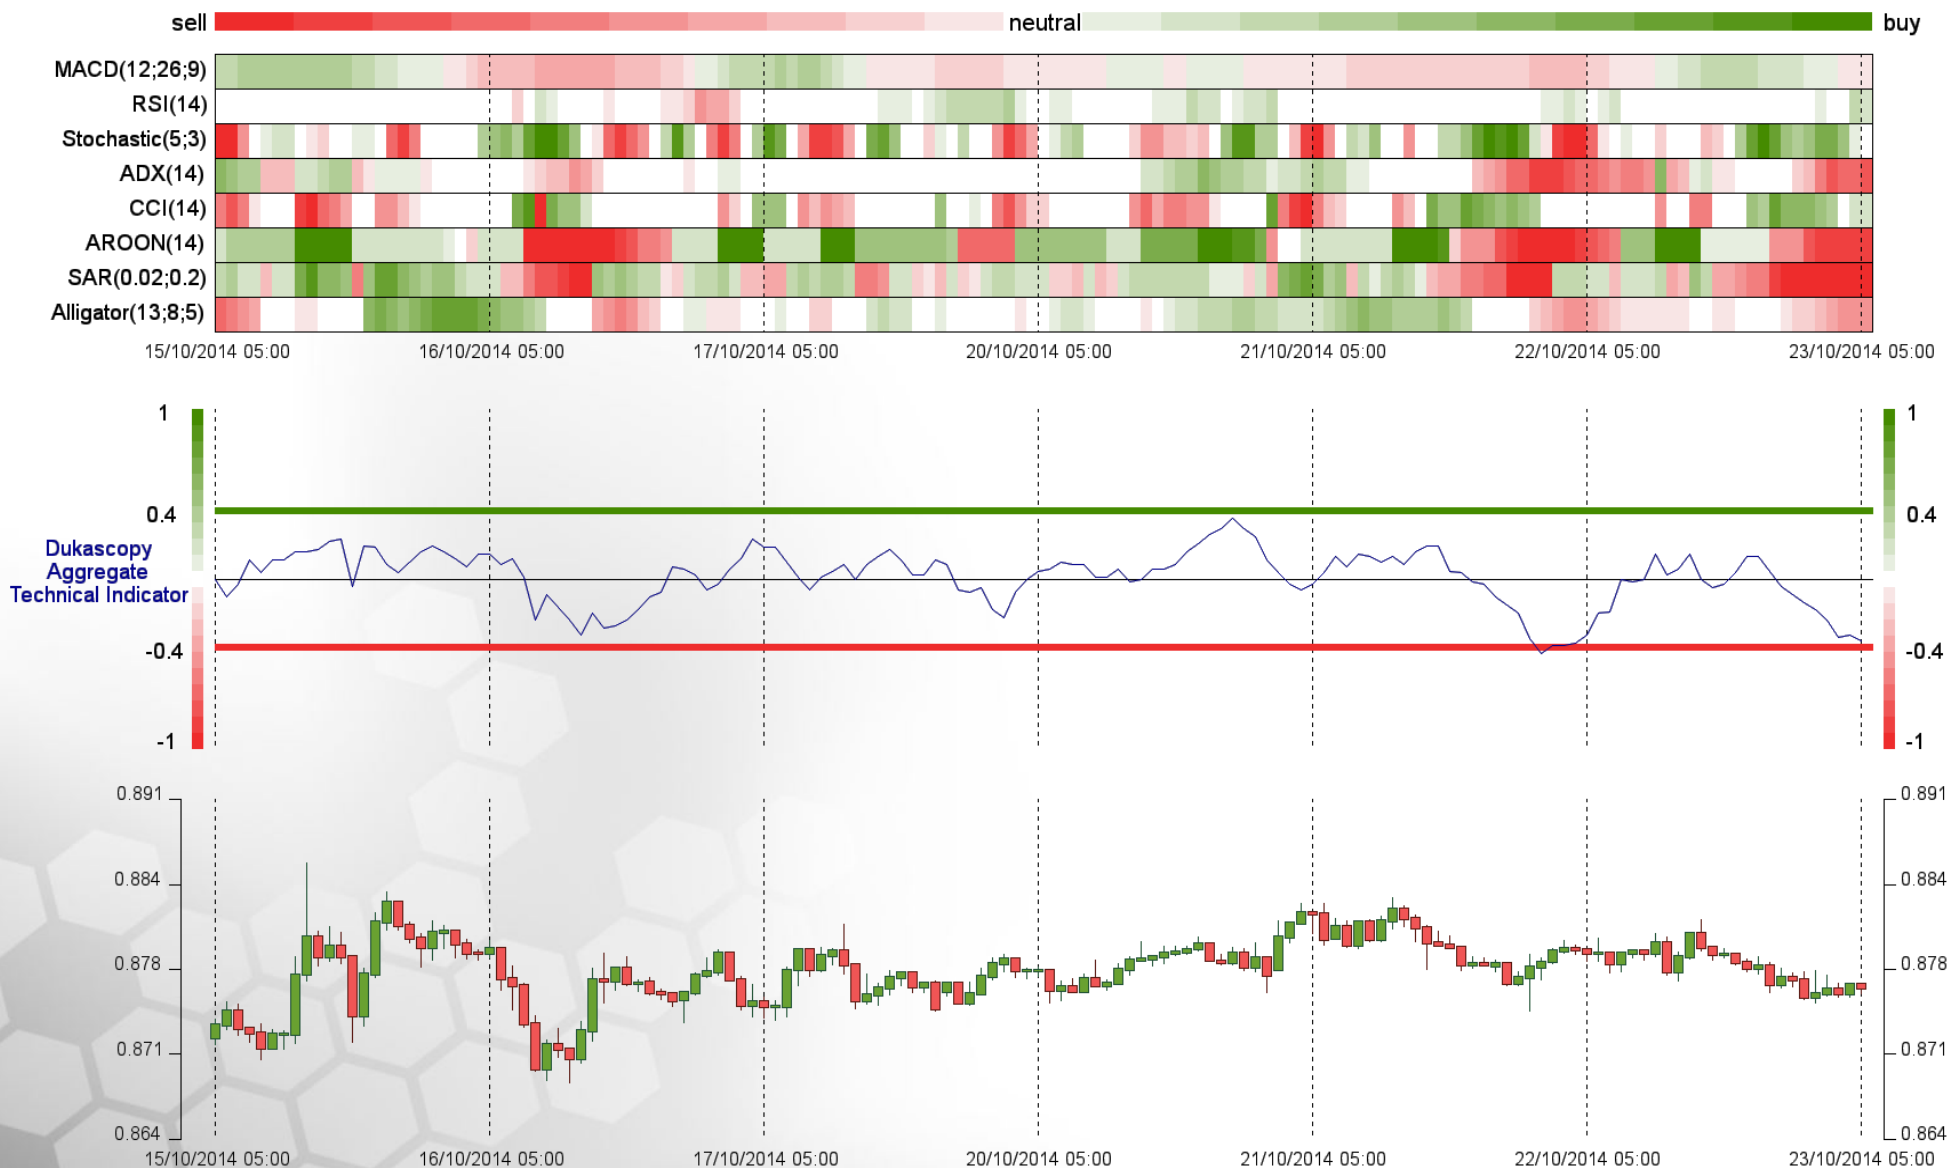 sell neutral buy
MACD(12;26;9)
RSI(14)
Stochastic(5;3)
ADX(14)
CCI(14)
AROON(14)
SAR(0.02;0.2)
Alligator(13;8;5)
15/10/2014 05:00 16/10/2014 05:00 17/10/2014 05:00 20/10/2014 05:00 21/10/2014 05:00 22/10/2014 05:00 23/10/2014 05:00
1 1
0.4 0.4
Dukascopy
Aggregate
Technical Indicator
-0.4 -0.4
-1 -1
0.891 0.891
0.884 0.884
0.878 0.878
0.871 0.871
0.864 0.864
15/10/2014 05:00 16/10/2014 05:00 17/10/2014 05:00 20/10/2014 05:00 21/10/2014 05:00 22/10/2014 05:00 23/10/2014 05:00